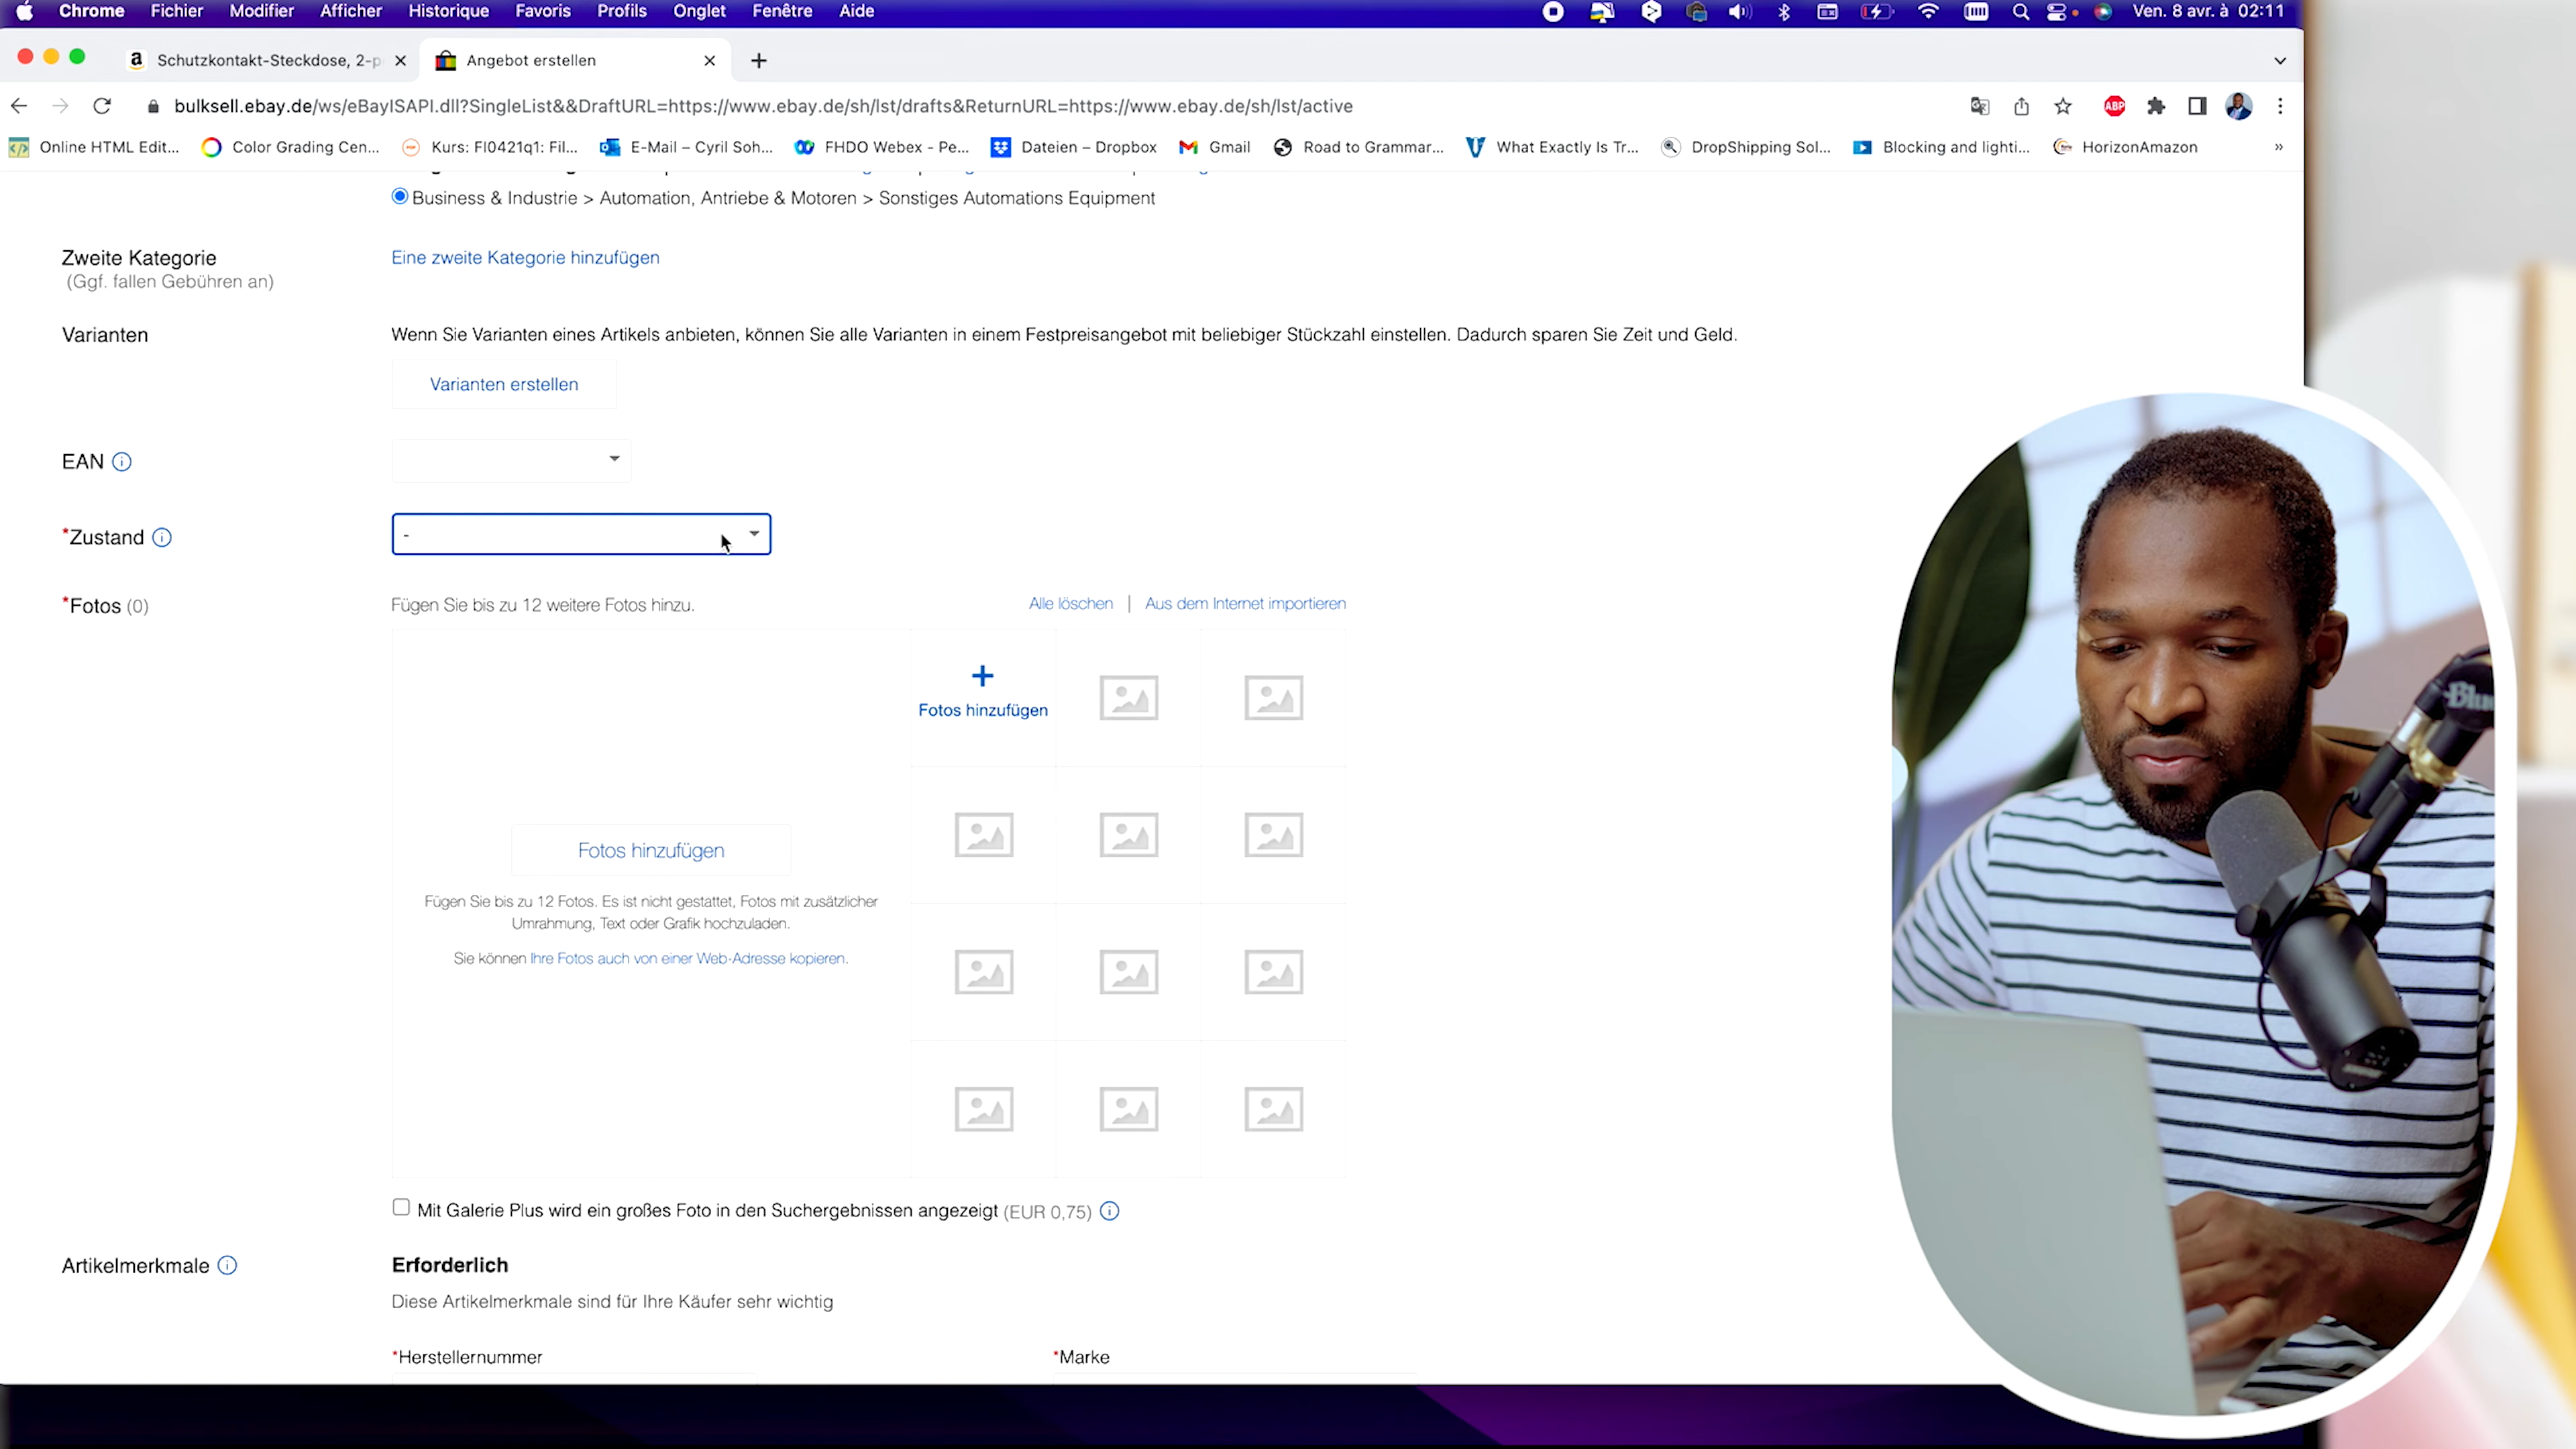 Chrome Fichier Modifier Afficher Historique Favoris Profils Onglet Fenêtre Aide Ven. 8 avr. à 02:11
Schutzkontakt-Steckdose, 2-p Angebot erstellen
bulksell.ebay.de/ws/eBayISAPI.dll?SingleList&&DraftURL=https://www.ebay.de/sh/lst/drafts&ReturnURL=https://www.ebay.de/sh/lst/active ABP
Online HTML Edit... Color Grading Cen... Kurs: FI0421q1: Fil... E-Mail – Cyril Soh... FHDO Webex - Pe... Dateien – Dropbox Gmail Road to Grammar... What Exactly Is Tr... DropShipping Sol... Blocking and lighti... HorizonAmazon »
Business & Industrie > Automation, Antriebe & Motoren > Sonstiges Automations Equipment
Zweite Kategorie Eine zweite Kategorie hinzufügen
(Ggf. fallen Gebühren an)
Varianten Wenn Sie Varianten eines Artikels anbieten, können Sie alle Varianten in einem Festpreisangebot mit beliebiger Stückzahl einstellen. Dadurch sparen Sie Zeit und Geld.
Varianten erstellen
EAN
*Zustand -
*Fotos (0) Fügen Sie bis zu 12 weitere Fotos hinzu. Alle löschen | Aus dem Internet importieren
Fotos hinzufügen
Fotos hinzufügen
Fügen Sie bis zu 12 Fotos. Es ist nicht gestattet, Fotos mit zusätzlicher
Umrahmung, Text oder Grafik hochzuladen.
Sie können Ihre Fotos auch von einer Web-Adresse kopieren.
Mit Galerie Plus wird ein großes Foto in den Suchergebnissen angezeigt (EUR 0,75)
Artikelmerkmale Erforderlich
Diese Artikelmerkmale sind für Ihre Käufer sehr wichtig
*Herstellernummer *Marke
Blue